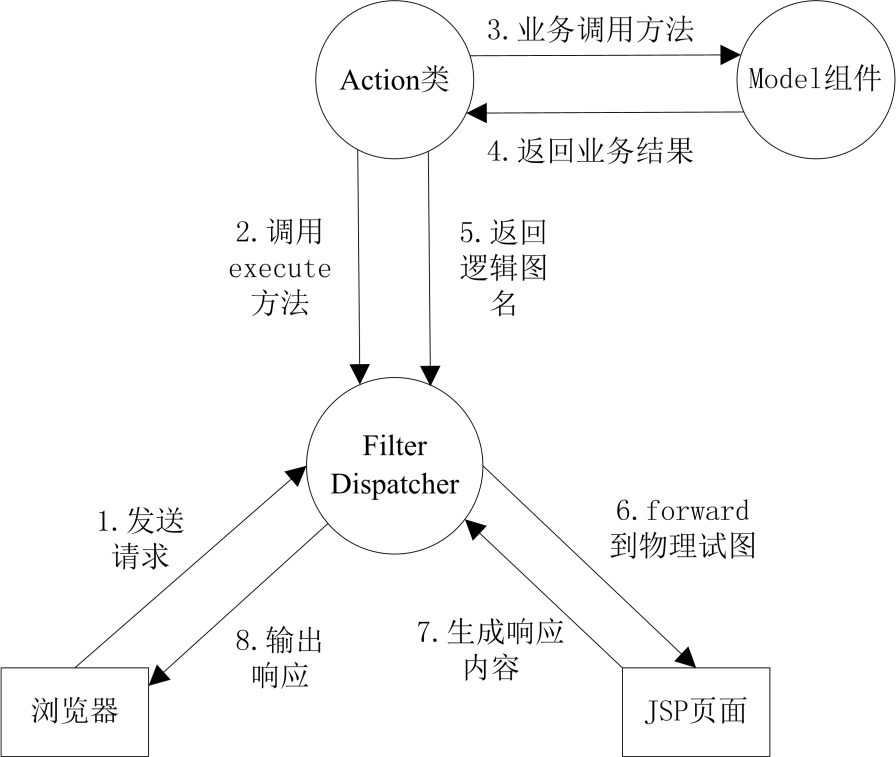 3.业务调用方法
Action类
Model组件
4.返回业务结果
2.调用
execute
方法
5.返回
逻辑图
名
Filter
Dispatcher
1.发送
请求
6.forward
到物理试图
8.输出
响应
7.生成响应
内容
浏览器
JSP页面